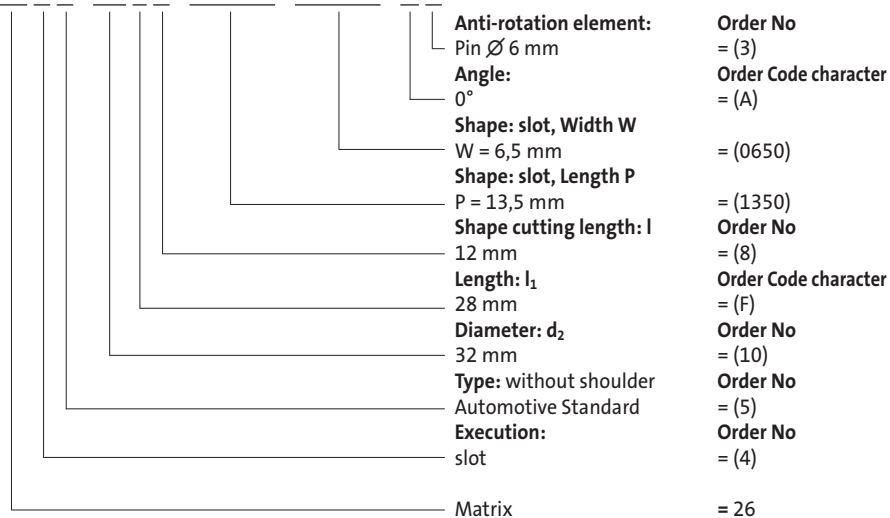 Anti-rotation element: Order No
Pin Ø 6 mm = (3)
Angle: Order Code character
0° = (A)
Shape: slot, Width W
W = 6,5 mm = (0650)
Shape: slot, Length P
P = 13,5 mm = (1350)
Shape cutting length: l Order No
12 mm = (8)
Length: l₁ Order Code character
28 mm = (F)
Diameter: d₂ Order No
32 mm = (10)
Type: without shoulder Order No
Automotive Standard = (5)
Execution: Order No
slot = (4)
Matrix = 26